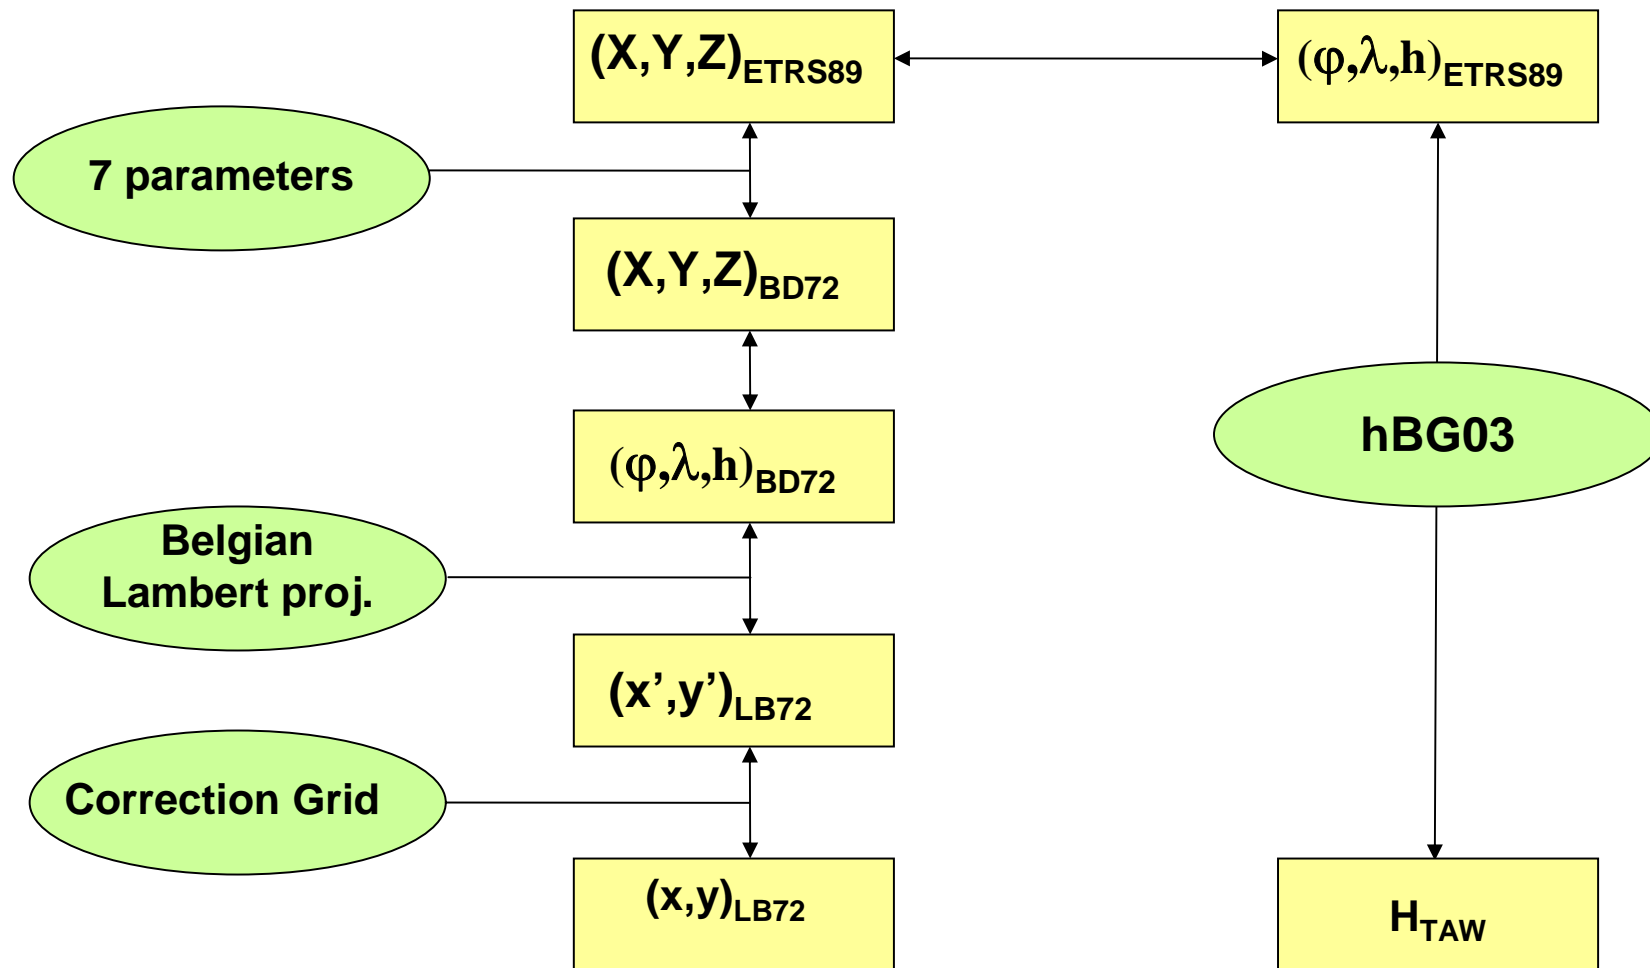 (X,Y,Z)ETRS89
(φ,λ,h)ETRS89
7 parameters
(X,Y,Z)BD72
hBG03
(φ,λ,h)BD72
Belgian
Lambert proj.
(x’,y’)LB72
Correction Grid
(x,y)LB72
HTAW